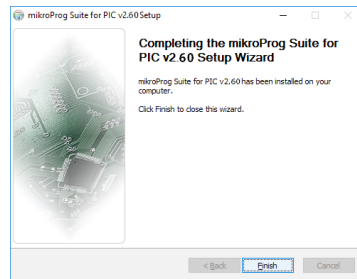 mikroProg Suite for PIC v2.60 Setup
Completing the mikroProg Suite for
PIC v2.60 Setup Wizard
mikroProg Suite for PIC v2.60 has been installed on your
computer.
Click Finish to close this wizard.
< Back Finish Cancel